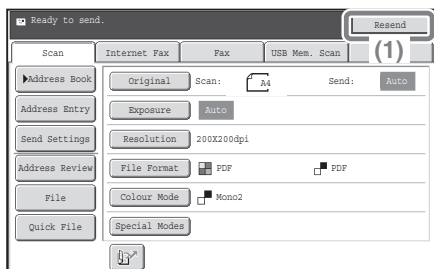 Ready to send.
Resend
(1)
Scan
Internet Fax
Fax
USB Mem. Scan
Address Book
Original
Scan:
A4
Send:
Auto
Address Entry
Exposure
Auto
Send Settings
Resolution
200X200dpi
Address Review
File Format
PDF
PDF
File
Colour Mode
Mono2
Quick File
Special Modes